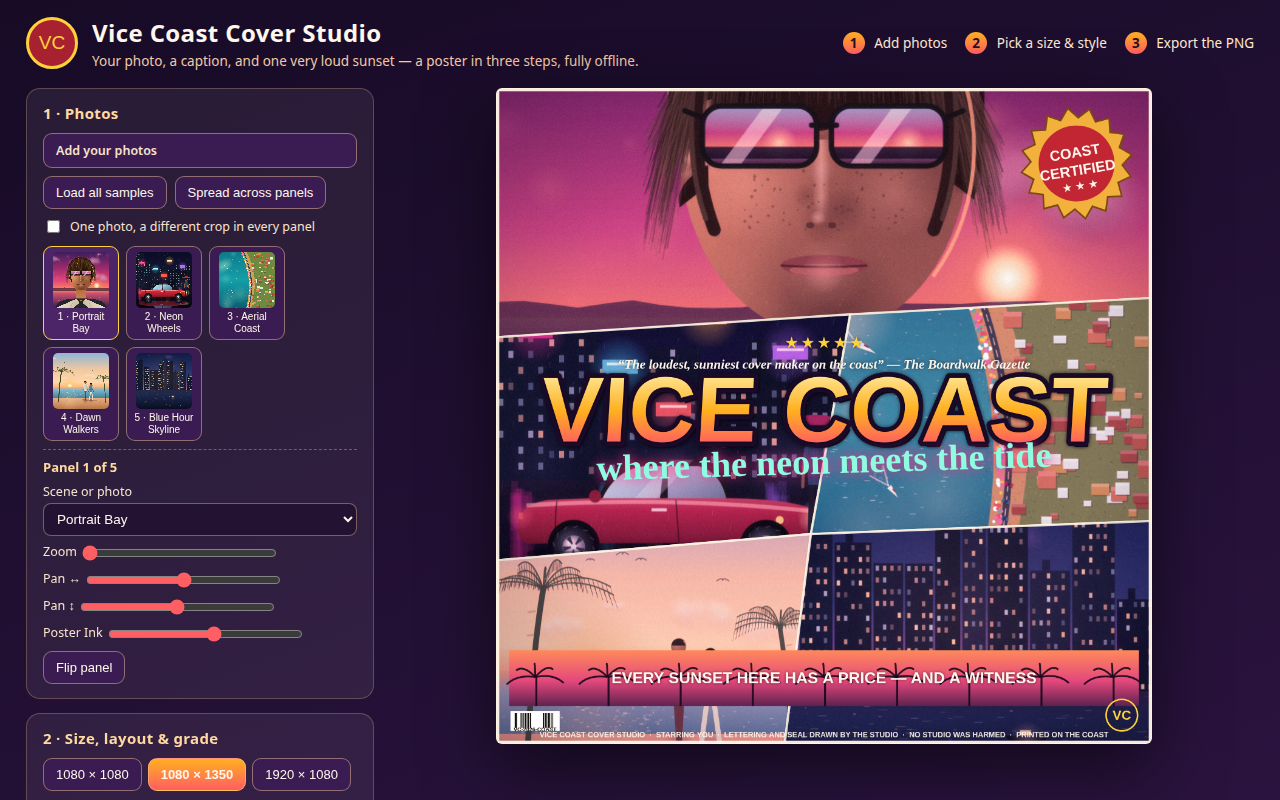 VC
Vice Coast Cover Studio
Your photo, a caption, and one very loud sunset — a poster in three steps, fully offline.
1 Add photos
2 Pick a size & style
3 Export the PNG
1 · Photos
Add your photos
Load all samples
Spread across panels
One photo, a different crop in every panel
1 · Portrait Bay
2 · Neon Wheels
3 · Aerial Coast
4 · Dawn Walkers
5 · Blue Hour Skyline
Panel 1 of 5
Scene or photo
Portrait Bay
Zoom
Pan ↔
Pan ↕
Poster Ink
Flip panel
2 · Size, layout & grade
1080 × 1080
1080 × 1350
1920 × 1080
COAST
CERTIFIED
★ ★ ★
★★★★★
“The loudest, sunniest cover maker on the coast” — The Boardwalk Gazette
VICE COAST
where the neon meets the tide
EVERY SUNSET HERE HAS A PRICE — AND A WITNESS
VC
VICE COAST COVER STUDIO · STARRING YOU · LETTERING AND SEAL DRAWN BY THE STUDIO · NO STUDIO WAS HARMED · PRINTED ON THE COAST